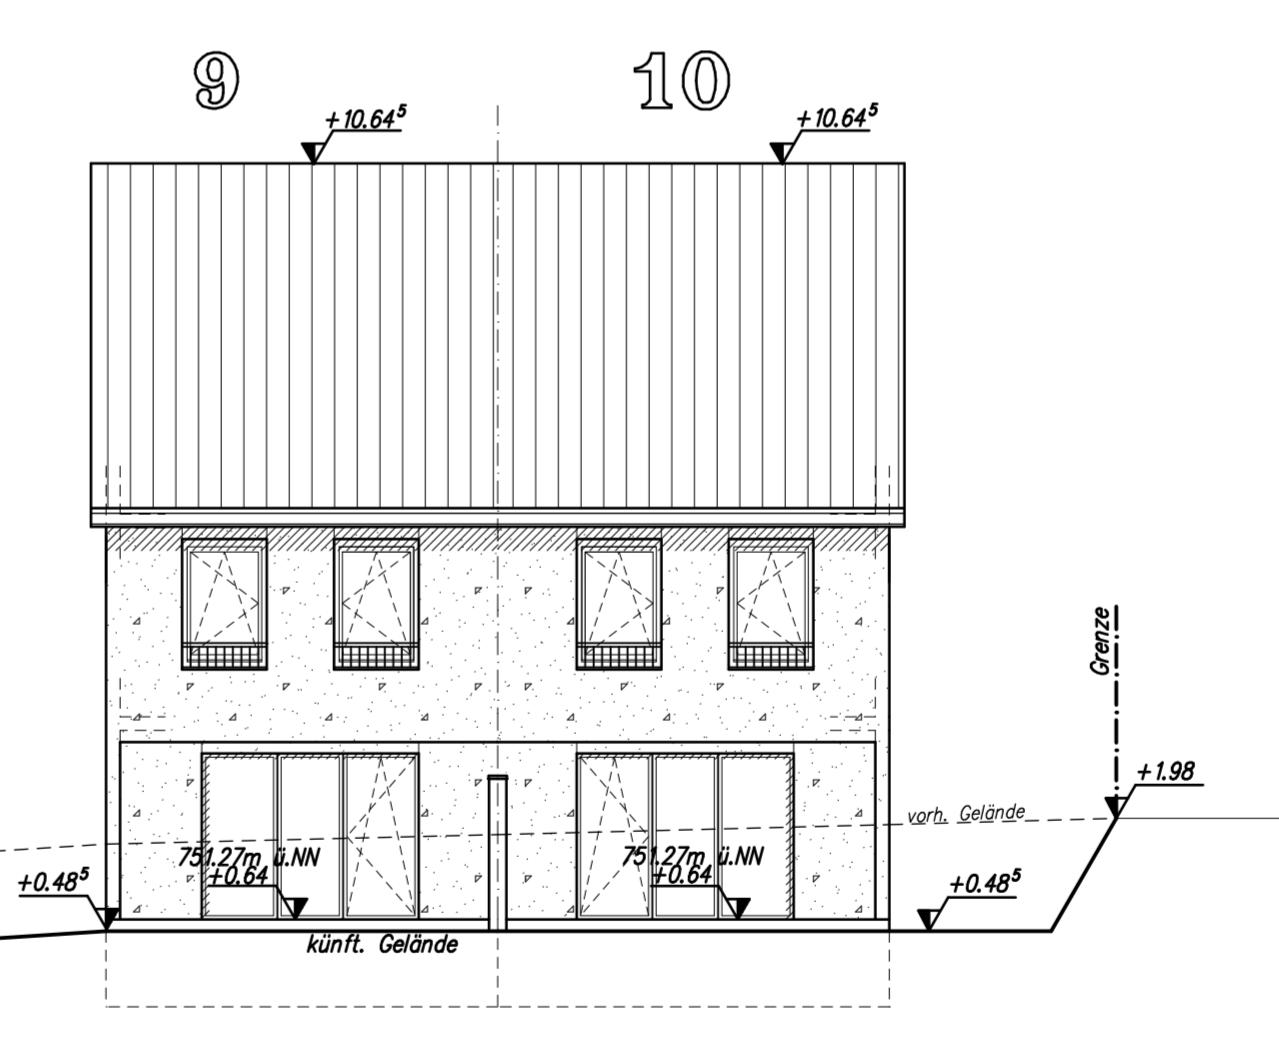 9
10
+10.64⁵
+10.64⁵
Grenze
+1.98
vorh. Gelände
751.27m ü.NN
+0.64
751.27m ü.NN
+0.64
+0.48⁵
+0.48⁵
künft. Gelände